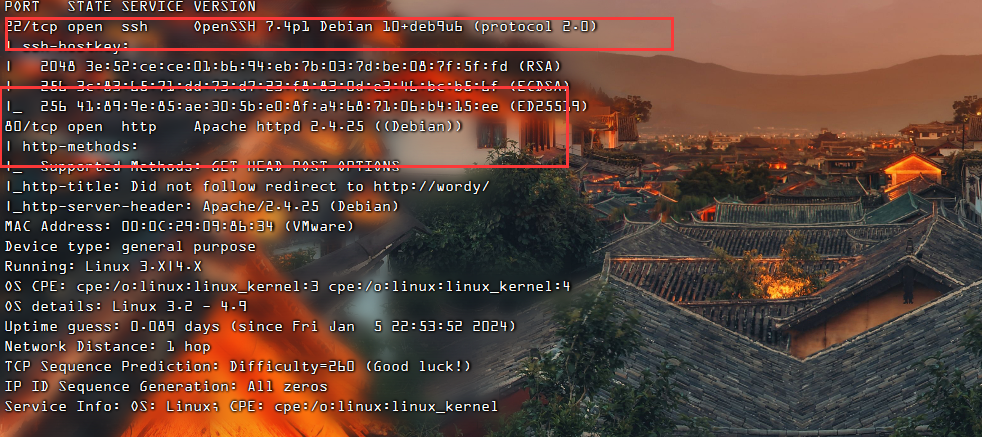 PORT   STATE SERVICE VERSION
22/tcp open  ssh     OpenSSH 7.4p1 Debian 10+deb9u6 (protocol 2.0)
| ssh-hostkey:
|   2048 3e:52:ce:ce:01:b6:94:eb:7b:03:7d:be:08:7f:5f:fd (RSA)
|   256 3c:83:65:71:dd:73:d7:23:f8:83:0d:e3:46:bc:b5:6f (ECDSA)
|_  256 41:89:9e:85:ae:30:5b:e0:8f:a4:68:71:06:b4:15:ee (ED25519)
80/tcp open  http    Apache httpd 2.4.25 ((Debian))
| http-methods:
|_  Supported Methods: GET HEAD POST OPTIONS
|_http-title: Did not follow redirect to http://wordy/
|_http-server-header: Apache/2.4.25 (Debian)
MAC Address: 00:0C:29:09:86:34 (VMware)
Device type: general purpose
Running: Linux 3.X|4.X
OS CPE: cpe:/o:linux:linux_kernel:3 cpe:/o:linux:linux_kernel:4
OS details: Linux 3.2 - 4.9
Uptime guess: 0.089 days (since Fri Jan  5 22:53:52 2024)
Network Distance: 1 hop
TCP Sequence Prediction: Difficulty=260 (Good luck!)
IP ID Sequence Generation: All zeros
Service Info: OS: Linux; CPE: cpe:/o:linux:linux_kernel